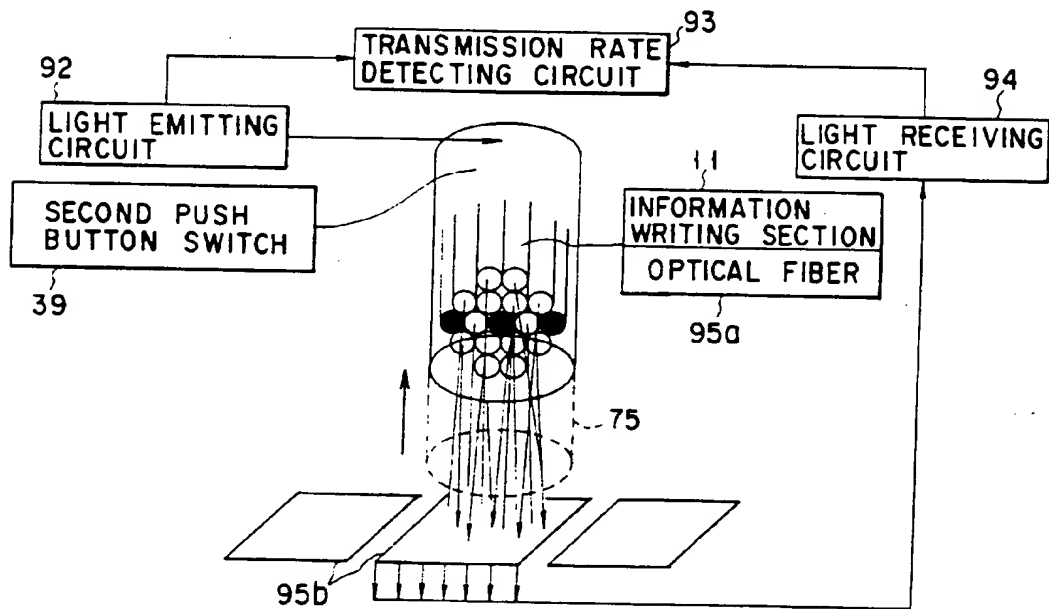 93
TRANSMISSION RATE
DETECTING CIRCUIT
92
LIGHT EMITTING
CIRCUIT
94
LIGHT RECEIVING
CIRCUIT
11
INFORMATION
WRITING SECTION
OPTICAL FIBER
95a
SECOND PUSH
BUTTON SWITCH
39
75
95b